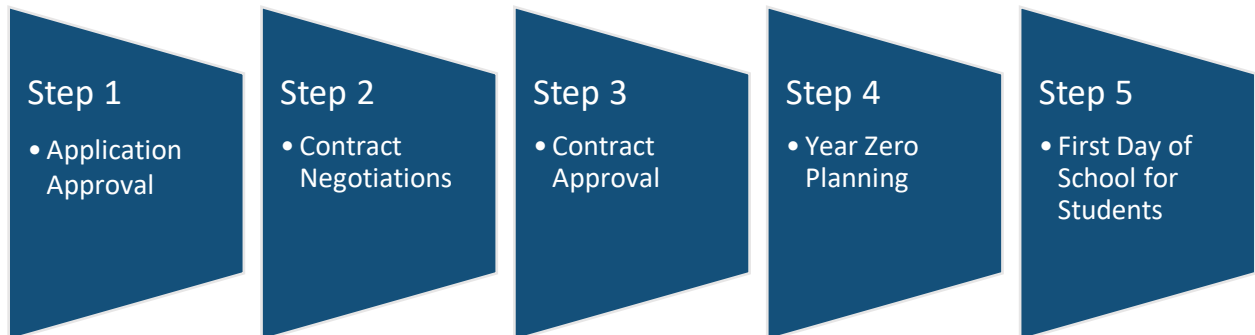 Step 1
• Application
Approval
Step 2
• Contract
Negotiations
Step 3
• Contract
Approval
Step 4
• Year Zero
Planning
Step 5
• First Day of
School for
Students